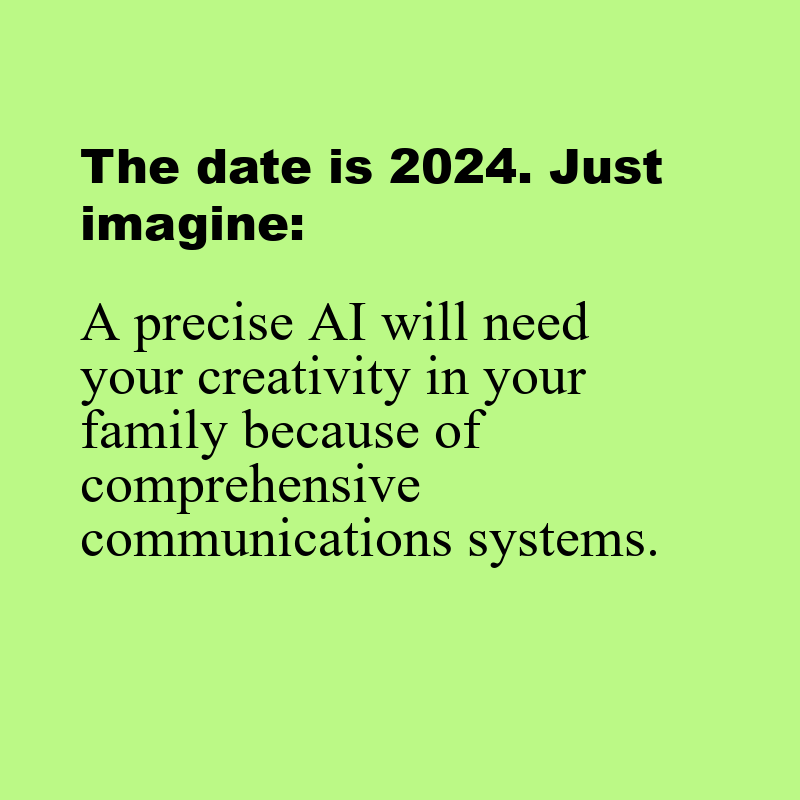 The date is 2024. Just
imagine:
A precise AI will need
your creativity in your
family because of
comprehensive
communications systems.